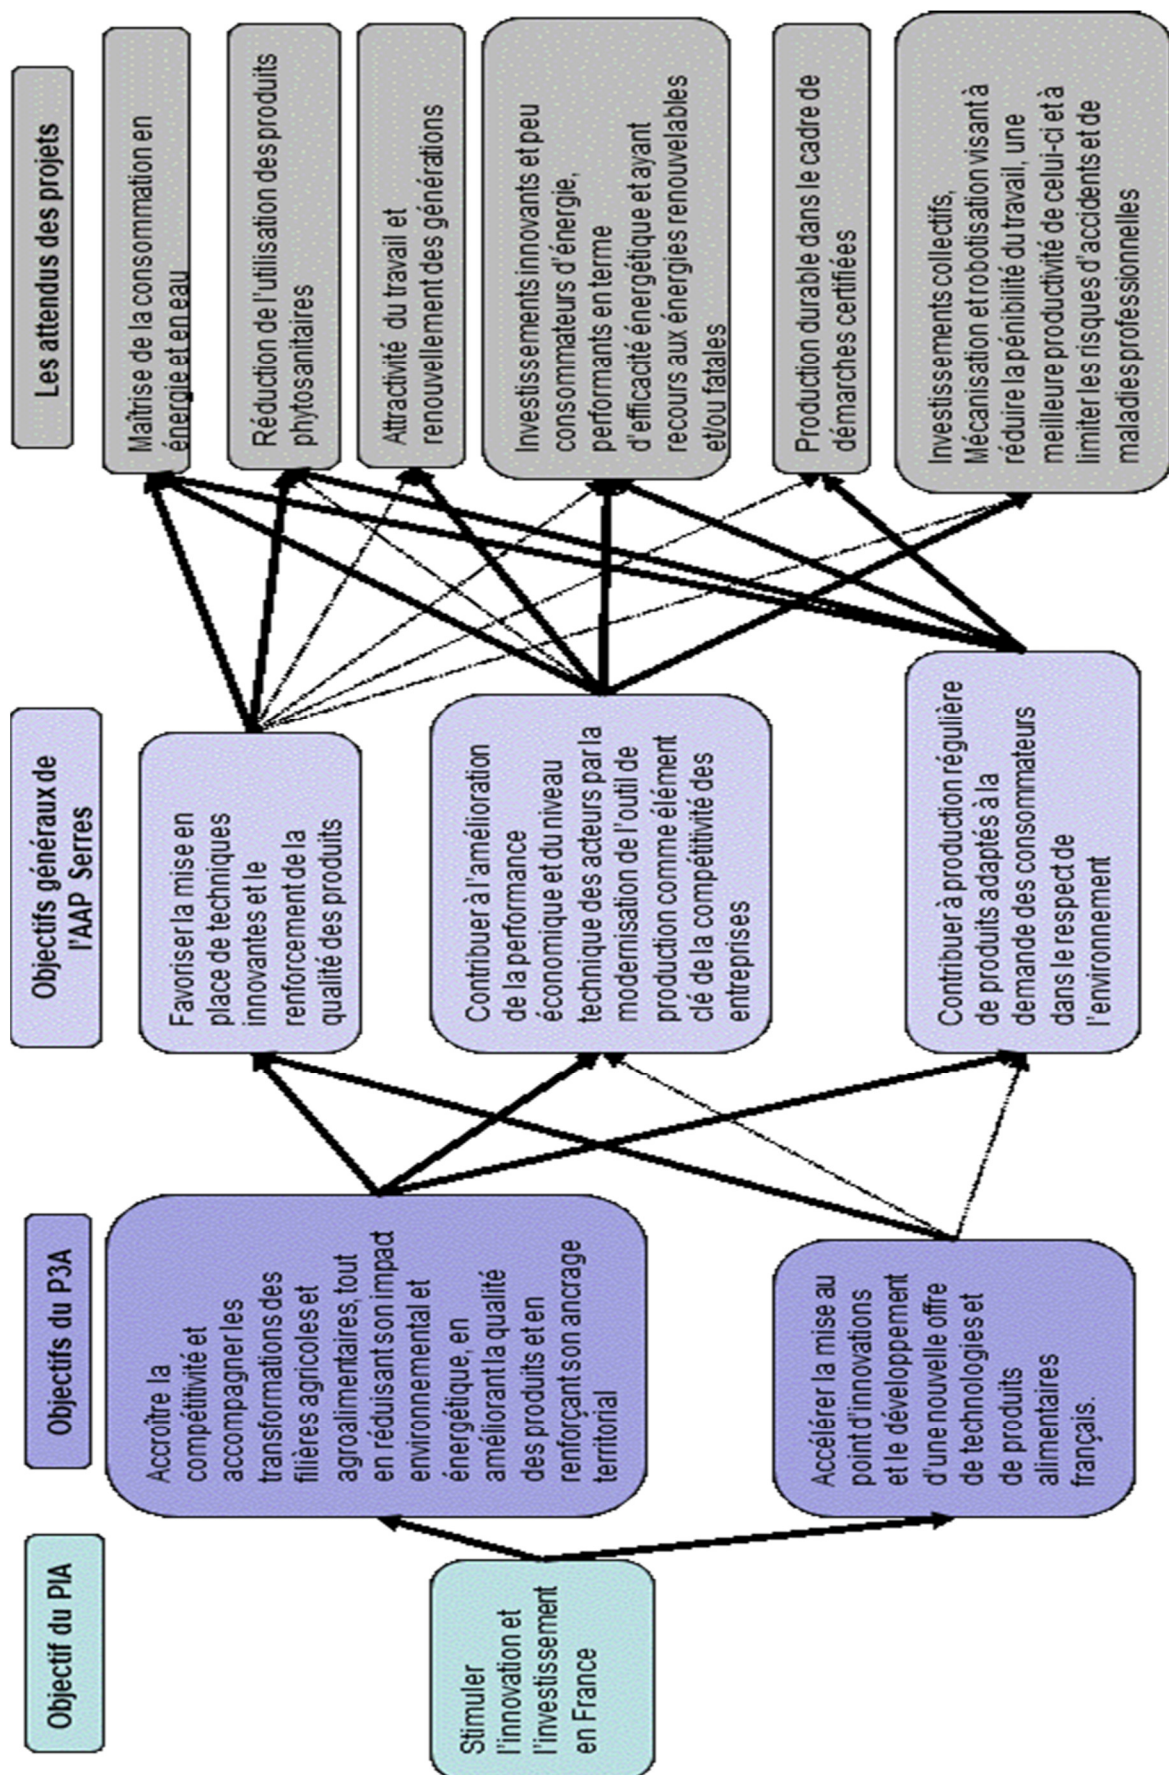 Objectif du PIA
Stimuler
l'innovation et
l'investissement
en France
Objectifs du P3A
Accroître la
compétitivité et
accompagner les
transformations des
filières agricoles et
agroalimentaires, tout
en réduisant son impact
environnemental et
énergétique, en
améliorant la qualité
des produits et en
renforçant son ancrage
territorial
Accélérer la mise au
point d'innovations
et le développement
d'une nouvelle offre
de technologies et
de produits
alimentaires
français.
Objectifs généraux de
l'AAP Serres
Favoriser la mise en
place de techniques
innovantes et le
renforcement de la
qualité des produits
Contribuer à l'amélioration
de la performance
économique et du niveau
technique des acteurs par la
modernisation de l'outil de
production comme élément
clé de la compétitivité des
entreprises
Contribuer à production régulière
de produits adaptés à la
demande des consommateurs
dans le respect de
l'environnement
Les attendus des projets
Maîtrise de la consommation en
énergie et en eau
Réduction de l'utilisation des produits
phytosanitaires
Attractivité du travail et
renouvellement des générations
Investissements innovants et peu
consommateurs d'énergie,
performants en terme
d'efficacité énergétique et ayant
recours aux énergies renouvelables
et/ou fatales
Production durable dans le cadre de
démarches certifiées
Investissements collectifs,
Mécanisation et robotisation visant à
réduire la pénibilité du travail, une
meilleure productivité de celui-ci et à
limiter les risques d'accidents et de
maladies professionnelles